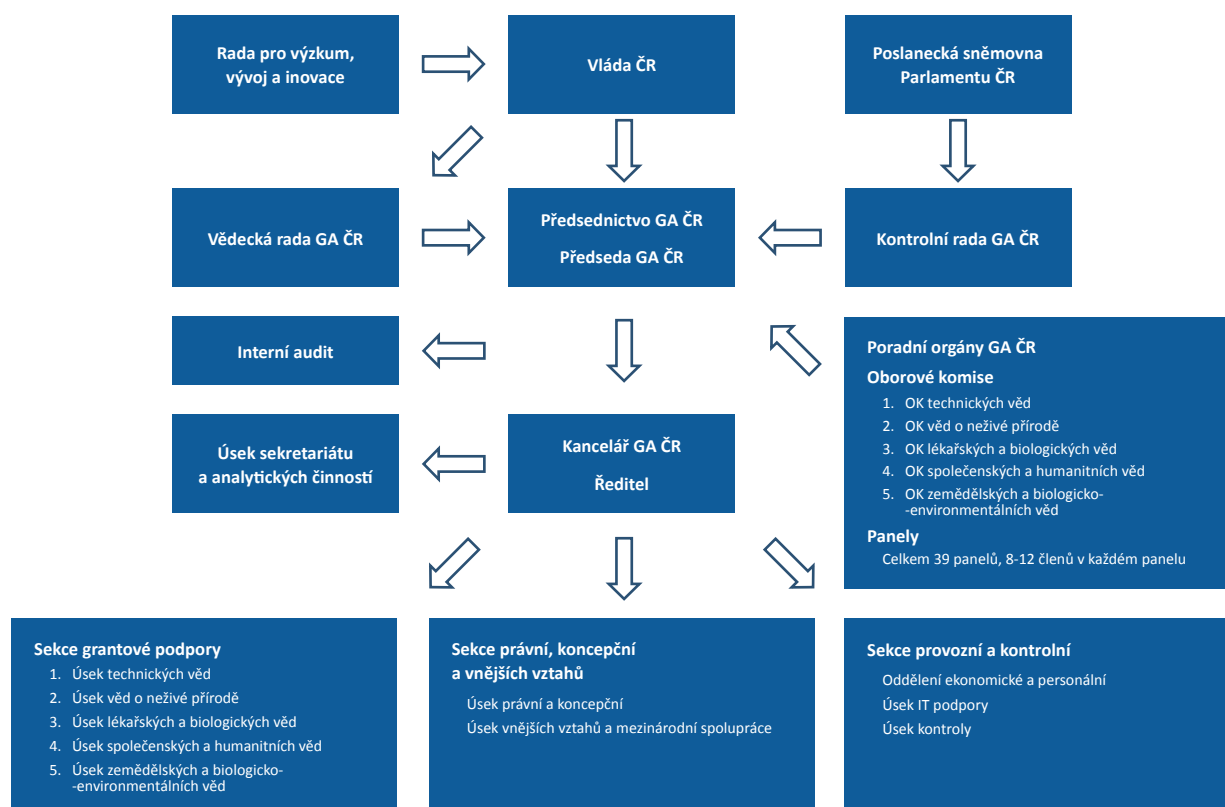 Rada pro výzkum,
vývoj a inovace
Vláda ČR
Poslanecká sněmovna
Parlamentu ČR
Vědecká rada GA ČR
Předsednictvo GA ČR
Předseda GA ČR
Kontrolní rada GA ČR
Interní audit
Úsek sekretariátu
a analytických činností
Kancelář GA ČR
Ředitel
Poradní orgány GA ČR
Oborové komise
1. OK technických věd
2. OK věd o neživé přírodě
3. OK lékařských a biologických věd
4. OK společenských a humanitních věd
5. OK zemědělských a biologicko-
-environmentálních věd
Panely
Celkem 39 panelů, 8-12 členů v každém panelu
Sekce grantové podpory
1. Úsek technických věd
2. Úsek věd o neživé přírodě
3. Úsek lékařských a biologických věd
4. Úsek společenských a humanitních věd
5. Úsek zemědělských a biologicko-
-environmentálních věd
Sekce právní, koncepční
a vnějších vztahů
Úsek právní a koncepční
Úsek vnějších vztahů a mezinárodní spolupráce
Sekce provozní a kontrolní
Oddělení ekonomické a personální
Úsek IT podpory
Úsek kontroly